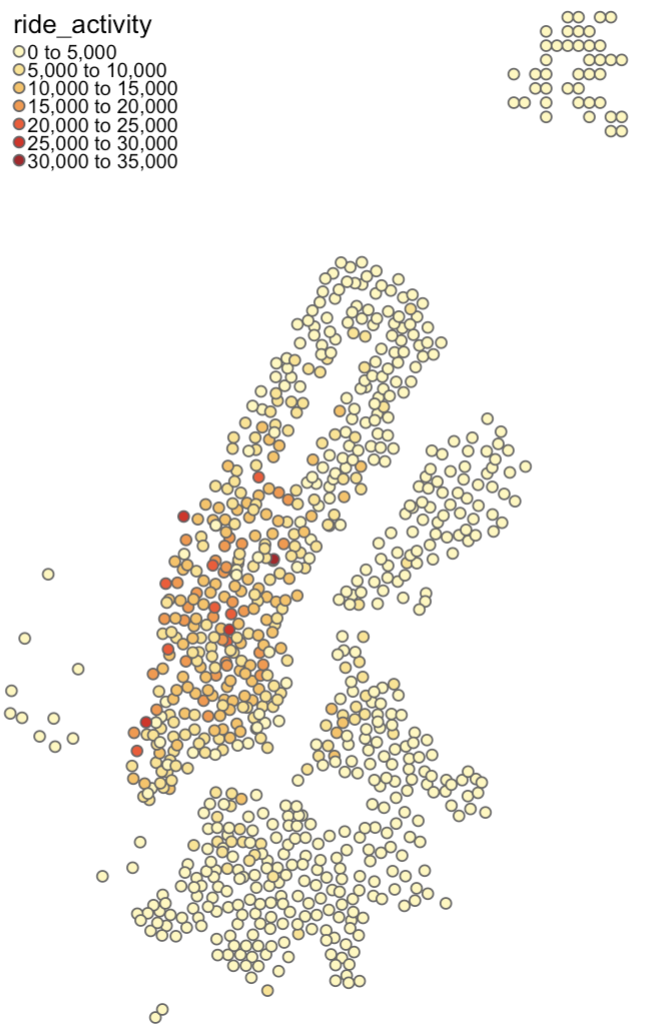 ride_activity
0 to 5,000
5,000 to 10,000
10,000 to 15,000
15,000 to 20,000
20,000 to 25,000
25,000 to 30,000
30,000 to 35,000